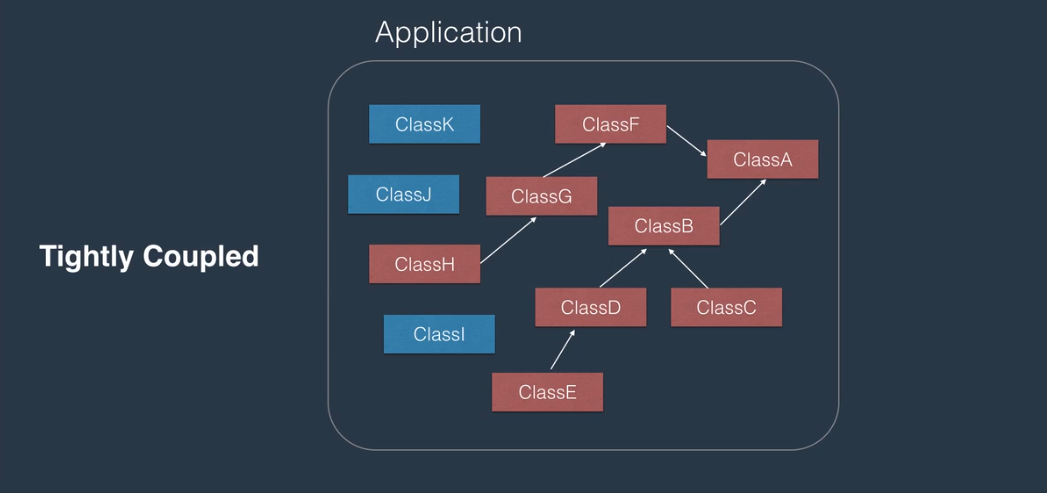 Application
ClassK
ClassF
ClassA
ClassJ
ClassG
ClassB
Tightly Coupled
ClassH
ClassD
ClassC
ClassI
ClassE